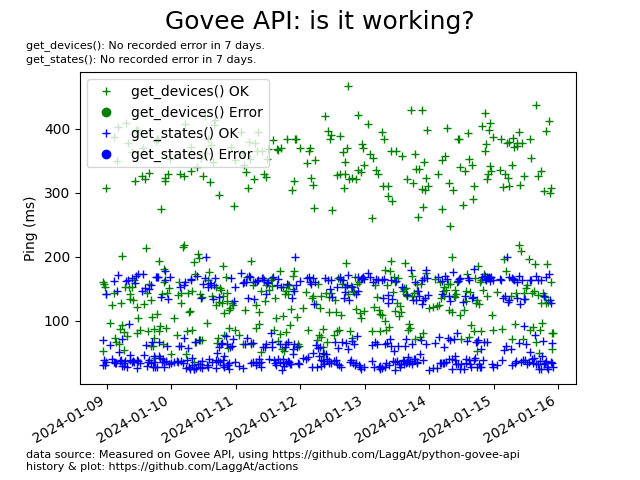 Govee API: is it working?
get_devices(): No recorded error in 7 days.
get_states(): No recorded error in 7 days.
get_devices() OK
get_devices() Error
get_states() OK
get_states() Error
Ping (ms)
400
300
200
100
2024-01-09
2024-01-10
2024-01-11
2024-01-12
2024-01-13
2024-01-14
2024-01-15
2024-01-16
data source: Measured on Govee API, using https://github.com/LaggAt/python-govee-api
history & plot: https://github.com/LaggAt/actions